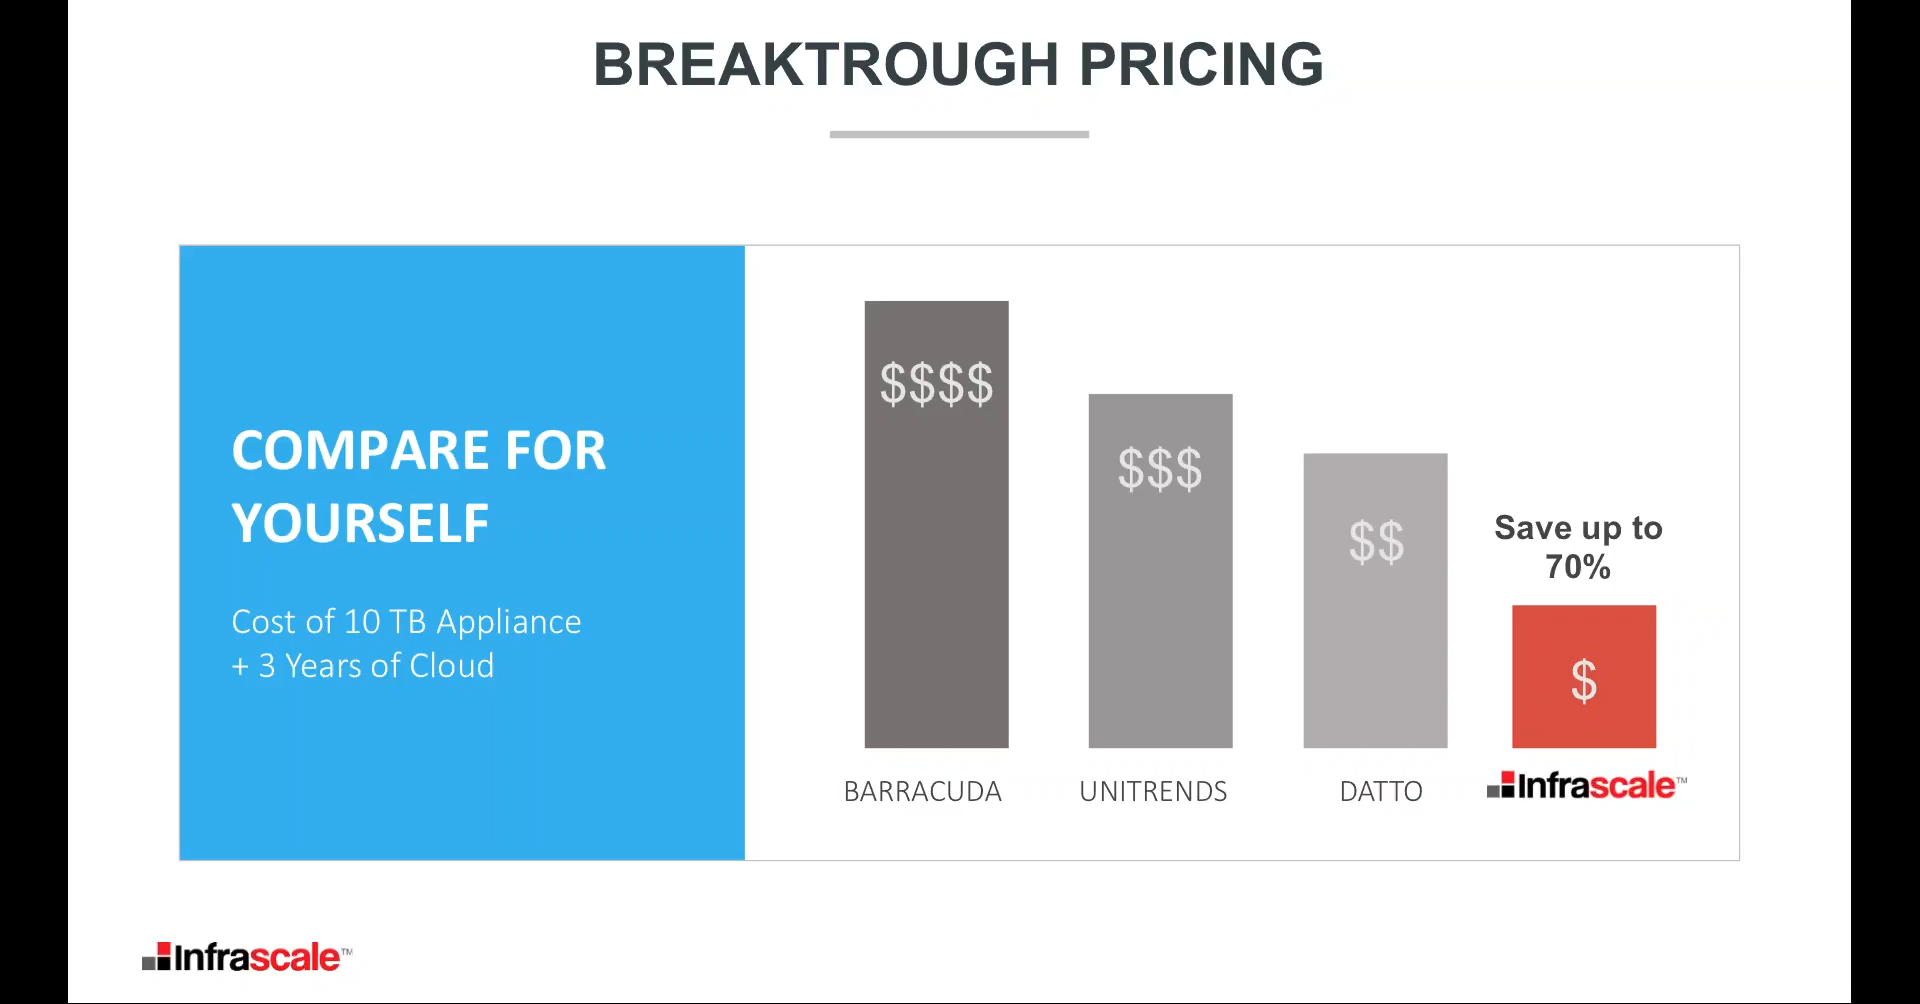 BREAKTROUGH PRICING
COMPARE FOR
YOURSELF
Cost of 10 TB Appliance
+ 3 Years of Cloud
$$$$
$$$
$$
Save up to
70%
$
BARRACUDA
UNITRENDS
DATTO
Infrascale™
Infrascale™